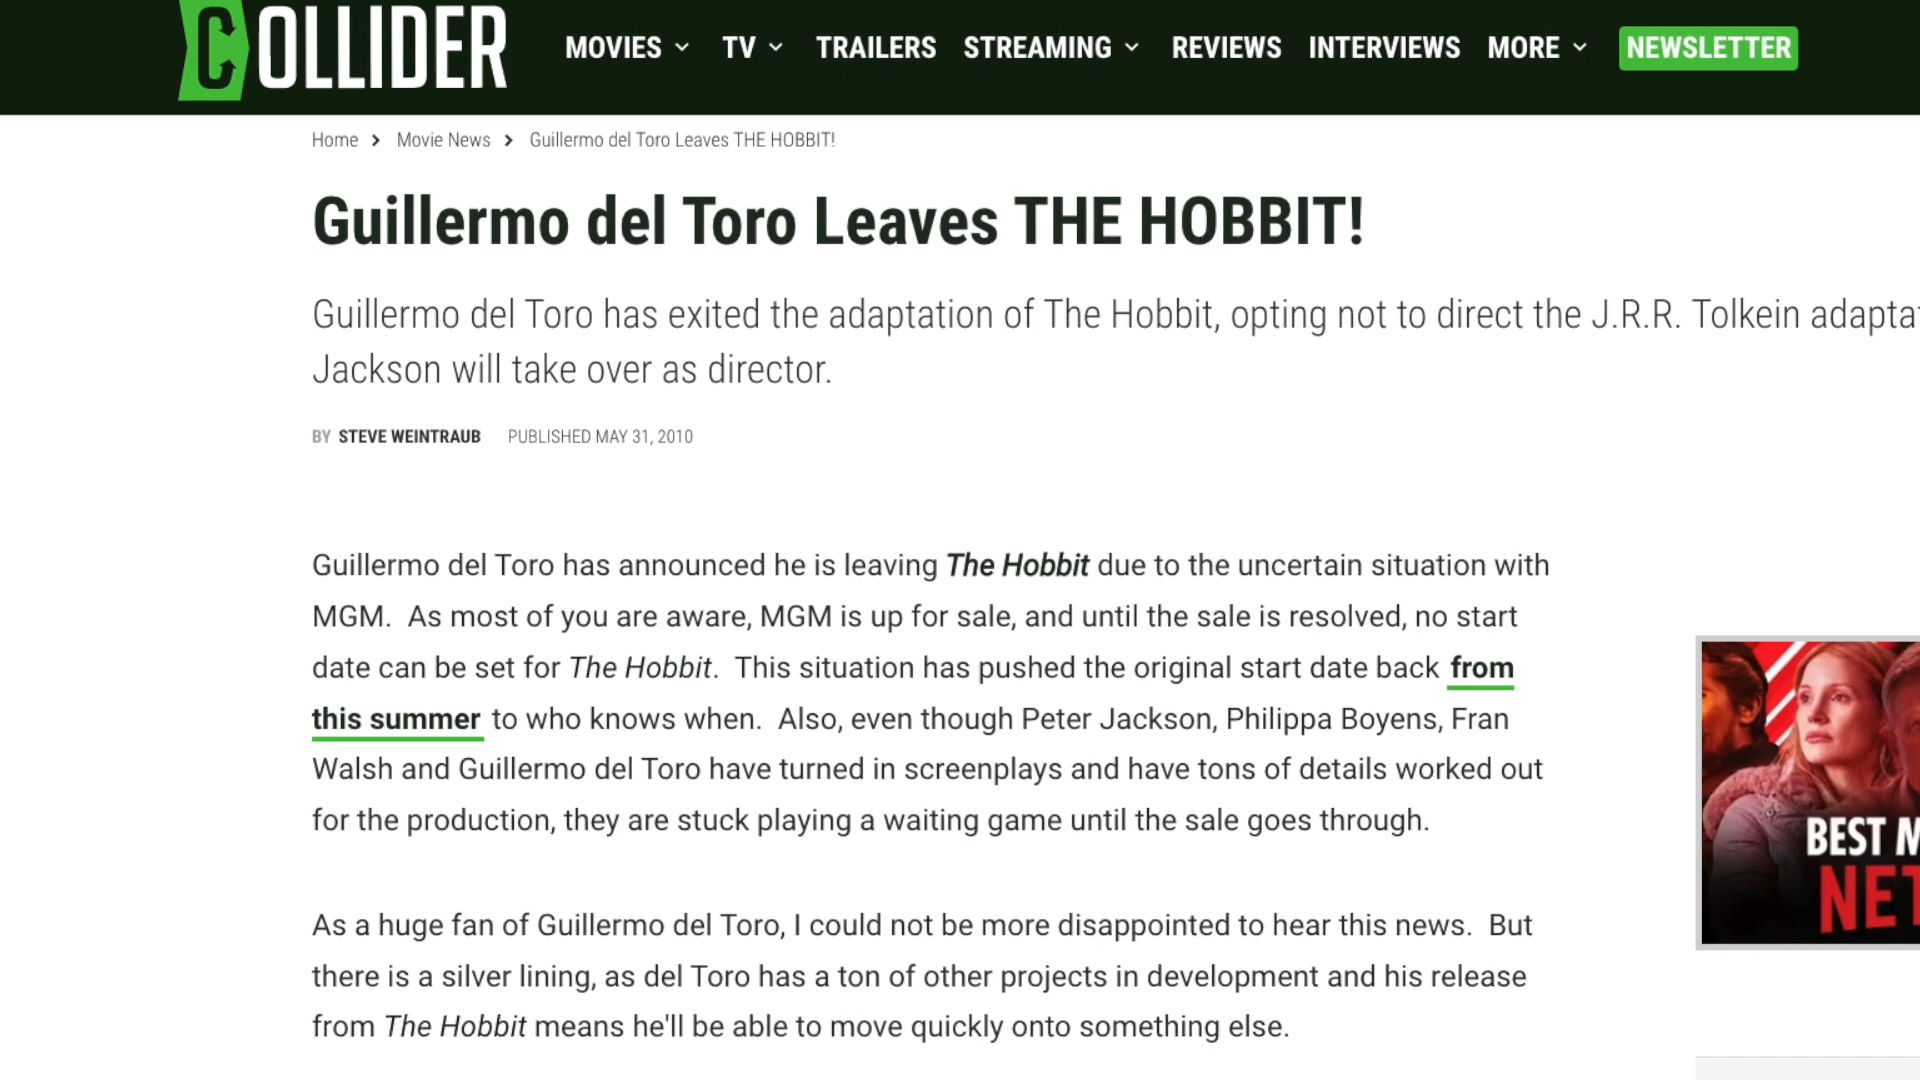 COLLIDER
MOVIES TV TRAILERS STREAMING REVIEWS INTERVIEWS MORE NEWSLETTER
Home > Movie News > Guillermo del Toro Leaves THE HOBBIT!
Guillermo del Toro Leaves THE HOBBIT!
Guillermo del Toro has exited the adaptation of The Hobbit, opting not to direct the J.R.R. Tolkein
Jackson will take over as director.
BY STEVE WEINTRAUB PUBLISHED MAY 31, 2010
Guillermo del Toro has announced he is leaving The Hobbit due to the uncertain situation with
MGM. As most of you are aware, MGM is up for sale, and until the sale is resolved, no start
date can be set for The Hobbit. This situation has pushed the original start date back from
this summer to who knows when. Also, even though Peter Jackson, Philippa Boyens, Fran
Walsh and Guillermo del Toro have turned in screenplays and have tons of details worked out
for the production, they are stuck playing a waiting game until the sale goes through.
As a huge fan of Guillermo del Toro, I could not be more disappointed to hear this news. But
there is a silver lining, as del Toro has a ton of other projects in development and his release
from The Hobbit means he'll be able to move quickly onto something else.
BEST